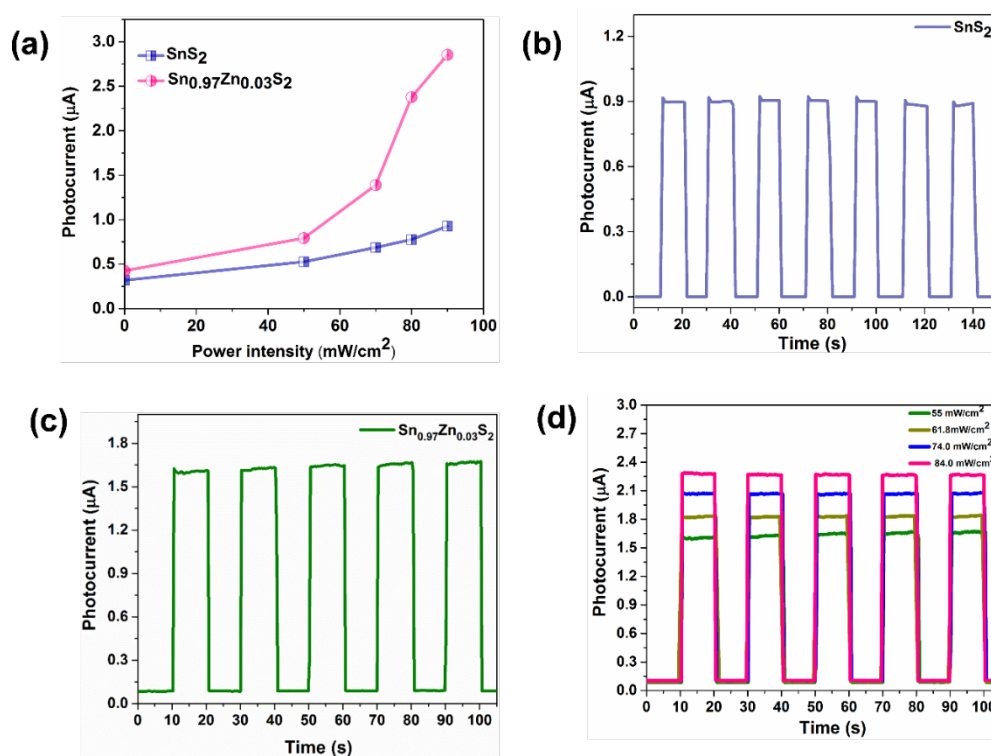 (a)
3.0
2.5
2.0
1.5
1.0
0.5
0.0
Photocurrent (µA)
SnS2
Sn0.97Zn0.03S2
0 20 40 60 80 100
Power intensity (mW/cm2)
(b)
1.2
0.9
0.6
0.3
0.0
Photocurrent (µA)
SnS2
0 20 40 60 80 100 120 140
Time (s)
(c)
1.8
1.5
1.2
0.9
0.6
0.3
0.0
Photocurrent (µA)
Sn0.97Zn0.03S2
0 10 20 30 40 50 60 70 80 90 100
Time (s)
(d)
3.0
2.7
2.4
2.1
1.8
1.5
1.2
0.9
0.6
0.3
0.0
Photocurrent (µA)
55 mW/cm2
61.8mW/cm2
74.0 mW/cm2
84.0 mW/cm2
0 10 20 30 40 50 60 70 80 90 100
Time (s)